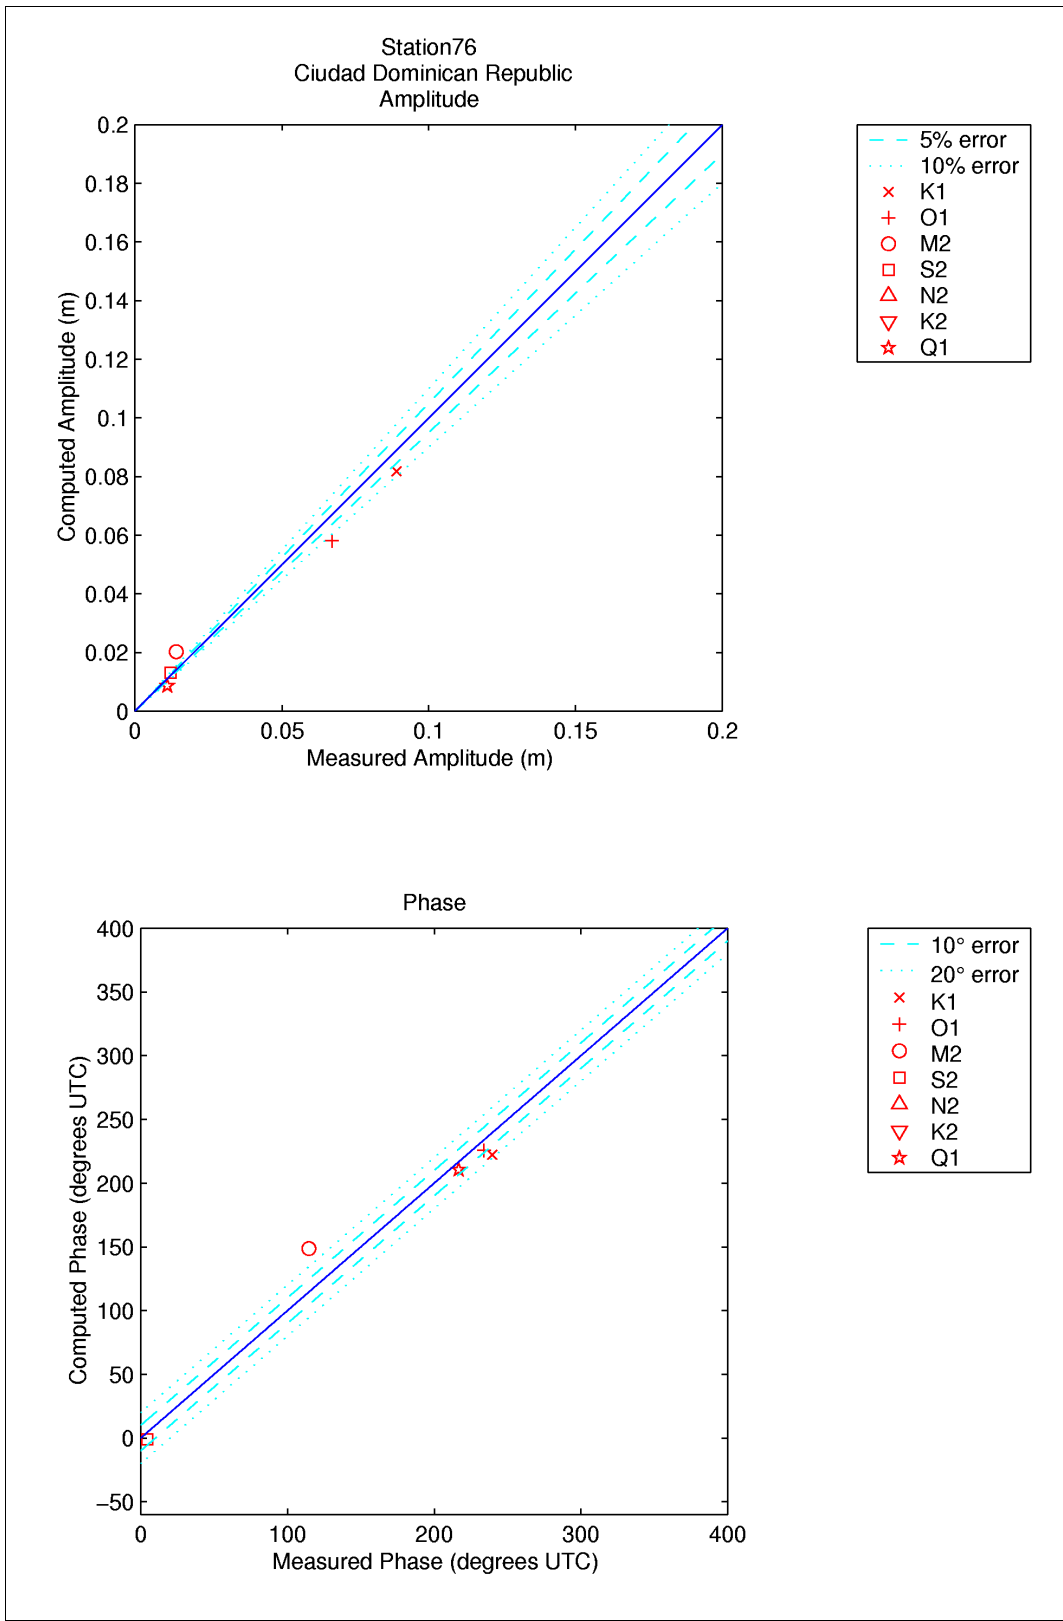 Station76
Ciudad Dominican Republic
Amplitude
0.2
0.18
0.16
0.14
0.12
0.1
0.08
0.06
0.04
0.02
0
Computed Amplitude (m)
0 0.05 0.1 0.15 0.2
Measured Amplitude (m)
5% error
10% error
K1
O1
M2
S2
N2
K2
Q1
Phase
400
350
300
250
200
150
100
50
0
−50
Computed Phase (degrees UTC)
0 100 200 300 400
Measured Phase (degrees UTC)
10° error
20° error
K1
O1
M2
S2
N2
K2
Q1